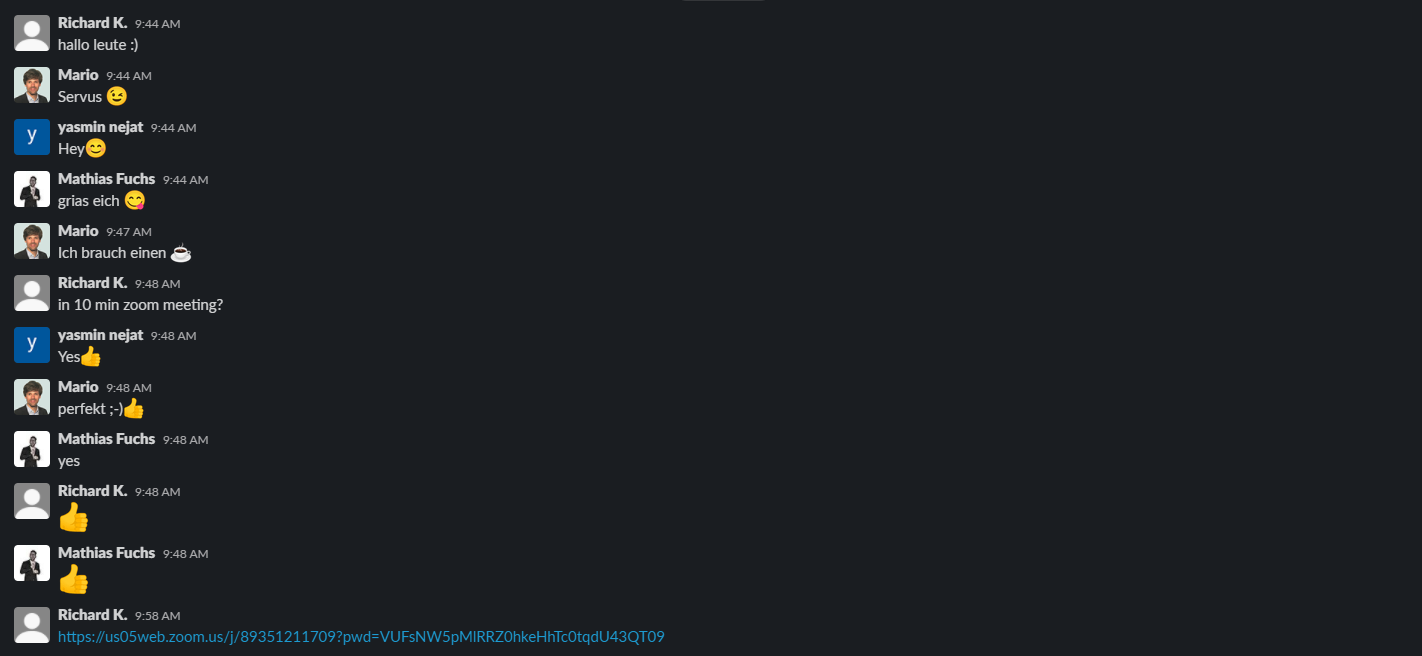 Richard K. 9:44 AM
hallo leute :)
Mario 9:44 AM
Servus 😉
y
yasmin nejat 9:44 AM
Hey😊
Mathias Fuchs 9:44 AM
grias eich 😋
Mario 9:47 AM
Ich brauch einen ☕
Richard K. 9:48 AM
in 10 min zoom meeting?
y
yasmin nejat 9:48 AM
Yes👍
Mario 9:48 AM
perfekt ;-)👍
Mathias Fuchs 9:48 AM
yes
Richard K. 9:48 AM
👍
Mathias Fuchs 9:48 AM
👍
Richard K. 9:58 AM
https://us05web.zoom.us/j/89351211709?pwd=VUFsNW5pMlRRZ0hkeHhTc0tqdU43QT09